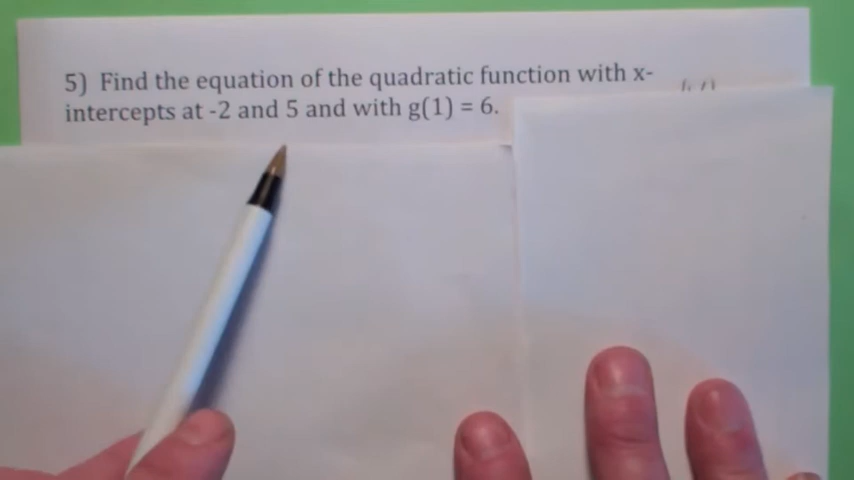 5) Find the equation of the quadratic function with x-
intercepts at -2 and 5 and with g(1) = 6.